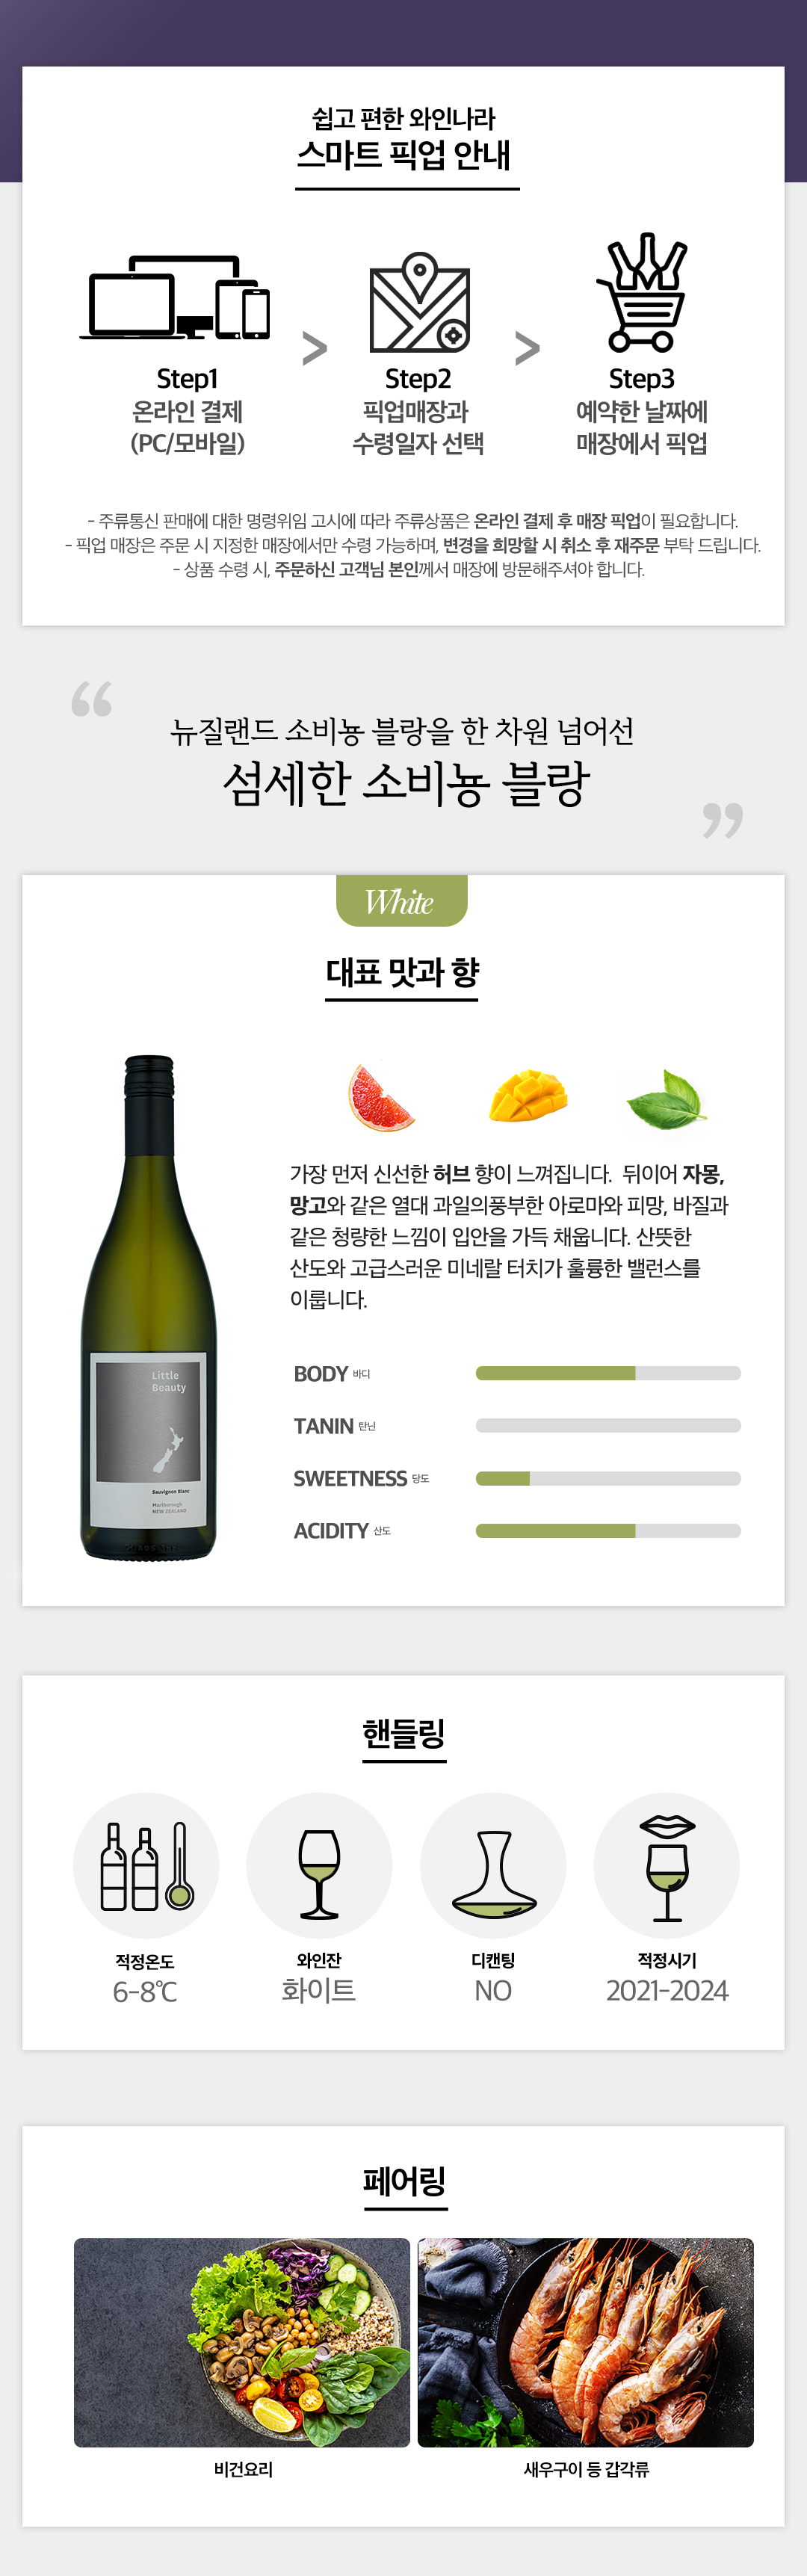 쉽고 편한 와인나라
스마트 픽업 안내
>
>
Step1
온라인 결제
(PC/모바일)
Step2
픽업매장과
수령일자 선택
Step3
예약한 날짜에
매장에서 픽업
- 주류통신 판매에 대한 명령위임 고시에 따라 주류상품은 온라인 결제 후 매장 픽업이 필요합니다.
- 픽업 매장은 주문 시 지정한 매장에서만 수령 가능하며, 변경을 희망할 시 취소 후 재주문 부탁 드립니다.
- 상품 수령 시, 주문하신 고객님 본인께서 매장에 방문해주셔야 합니다.
“
뉴질랜드 소비뇽 블랑을 한 차원 넘어선
섬세한 소비뇽 블랑
”
White
대표 맛과 향
가장 먼저 신선한 허브 향이 느껴집니다. 뒤이어 자몽,
망고와 같은 열대 과일의풍부한 아로마와 피망, 바질과
같은 청량한 느낌이 입안을 가득 채웁니다. 산뜻한
산도와 고급스러운 미네랄 터치가 훌륭한 밸런스를
이룹니다.
Little
Beauty
Sauvignon Blanc
Marlborough
NEW ZEALAND
BODY 바디
TANIN 탄닌
SWEETNESS 당도
ACIDITY 산도
핸들링
적정온도
6-8℃
와인잔
화이트
디캔팅
NO
적정시기
2021-2024
페어링
비건요리
새우구이 등 갑각류